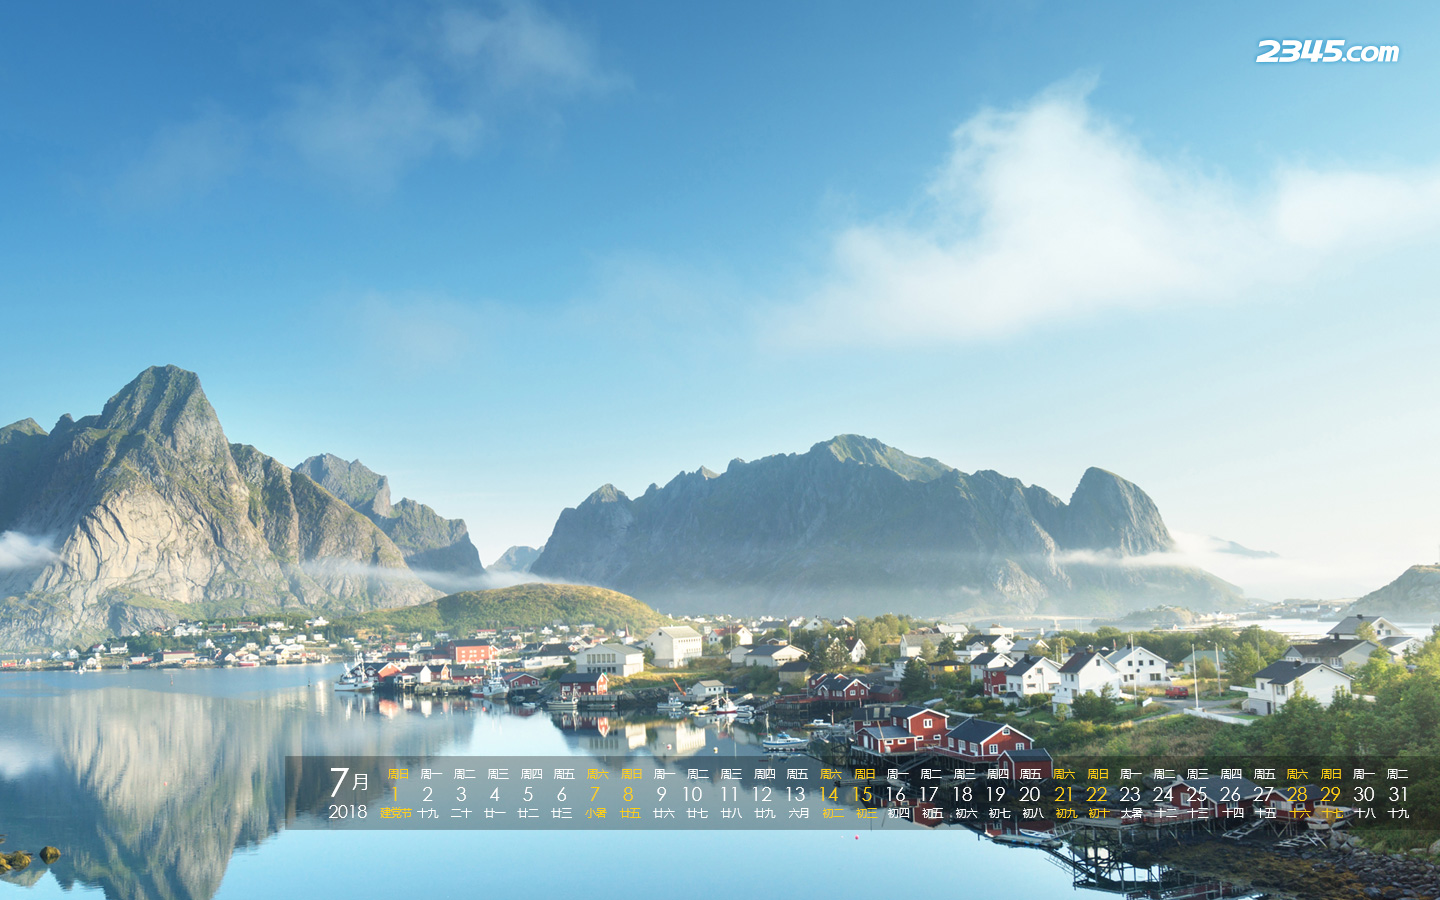 2345.com
7月
周日 周一 周二 周三 周四 周五 周六 周日 周一 周二 周三 周四 周五 周六 周日 周一 周二 周三 周四 周五 周六 周日 周一 周二 周三 周四 周五 周六 周日 周一 周二
1 2 3 4 5 6 7 8 9 10 11 12 13 14 15 16 17 18 19 20 21 22 23 24 25 26 27 28 29 30 31
2018
建党节 十九 二十 廿一 廿二 廿三 小暑 廿五 廿六 廿七 廿八 廿九 六月 初二 初三 初四 初五 初六 初七 初八 初九 初十 大暑 十二 十三 十四 十五 十六 十七 十八 十九